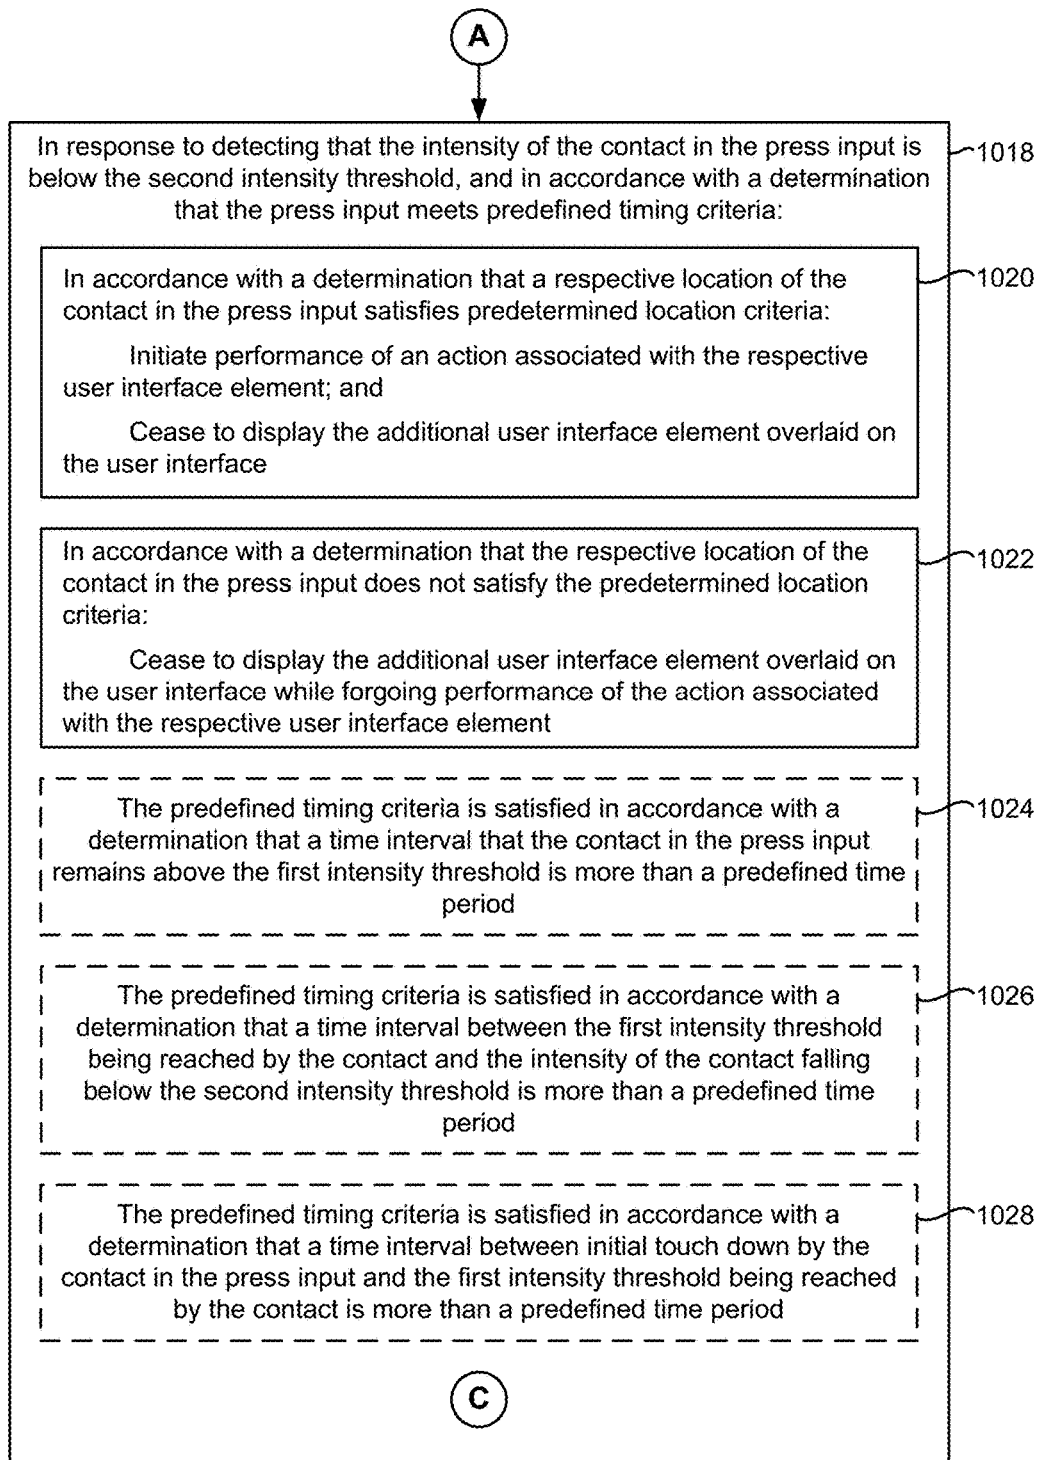 A
In response to detecting that the intensity of the contact in the press input is
below the second intensity threshold, and in accordance with a determination
that the press input meets predefined timing criteria:
1018
In accordance with a determination that a respective location of the
contact in the press input satisfies predetermined location criteria:
Initiate performance of an action associated with the respective
user interface element; and
Cease to display the additional user interface element overlaid on
the user interface
1020
In accordance with a determination that the respective location of the
contact in the press input does not satisfy the predetermined location
criteria:
Cease to display the additional user interface element overlaid on
the user interface while forgoing performance of the action associated
with the respective user interface element
1022
The predefined timing criteria is satisfied in accordance with a
determination that a time interval that the contact in the press input
remains above the first intensity threshold is more than a predefined time
period
1024
The predefined timing criteria is satisfied in accordance with a
determination that a time interval between the first intensity threshold
being reached by the contact and the intensity of the contact falling
below the second intensity threshold is more than a predefined time
period
1026
The predefined timing criteria is satisfied in accordance with a
determination that a time interval between initial touch down by the
contact in the press input and the first intensity threshold being reached
by the contact is more than a predefined time period
1028
C